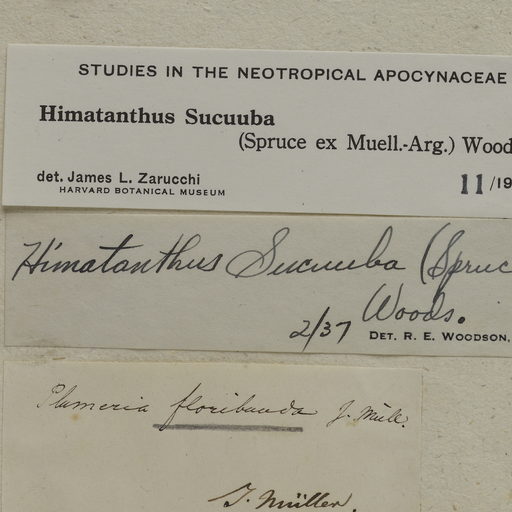 STUDIES IN THE NEOTROPICAL APOCYNACEAE
Himatanthus Sucuuba
(Spruce ex Muell.-Arg.) Wood
det. James L. Zarucchi
HARVARD BOTANICAL MUSEUM
11/19
Himatanthus Sucuuba (Spruc
Woods.
2/37
DET. R. E. WOODSON,
Plumeria floribunda J. Müll.
J. Müller.